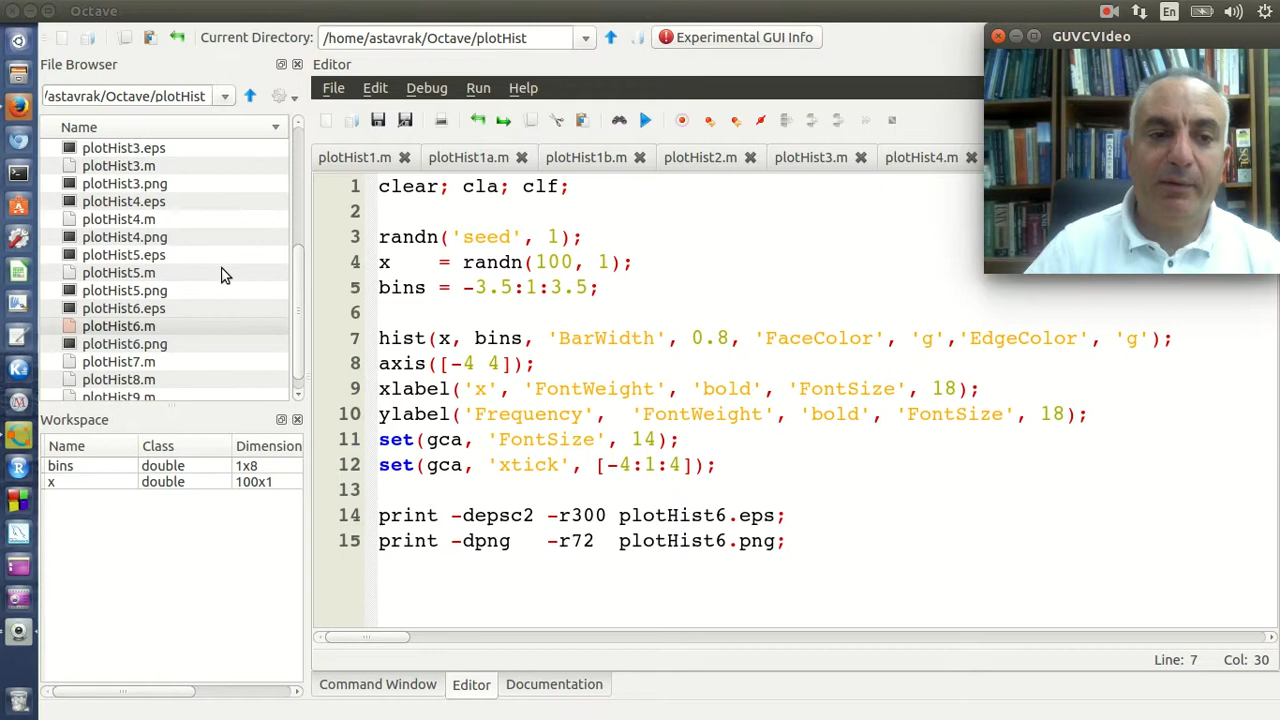 Octave
En
Current Directory:
/home/astavrak/Octave/plotHist
Experimental GUI Info
GUVCVIdeo
File Browser
/astavrak/Octave/plotHist
Name
plotHist3.eps
plotHist3.m
plotHist3.png
plotHist4.eps
plotHist4.m
plotHist4.png
plotHist5.eps
plotHist5.m
plotHist5.png
plotHist6.eps
plotHist6.m
plotHist6.png
plotHist7.m
plotHist8.m
plotHist9.m
Workspace
Name Class Dimension
bins double 1x8
x double 100x1
Editor
File Edit Debug Run Help
plotHist1.m plotHist1a.m plotHist1b.m plotHist2.m plotHist3.m plotHist4.m
1 clear; cla; clf;
2
3 randn('seed', 1);
4 x    = randn(100, 1);
5 bins = -3.5:1:3.5;
6
7 hist(x, bins, 'BarWidth', 0.8, 'FaceColor', 'g','EdgeColor', 'g');
8 axis([-4 4]);
9 xlabel('x', 'FontWeight', 'bold', 'FontSize', 18);
10 ylabel('Frequency',  'FontWeight', 'bold', 'FontSize', 18);
11 set(gca, 'FontSize', 14);
12 set(gca, 'xtick', [-4:1:4]);
13
14 print -depsc2 -r300 plotHist6.eps;
15 print -dpng   -r72  plotHist6.png;
Line: 7 Col: 30
Command Window Editor Documentation